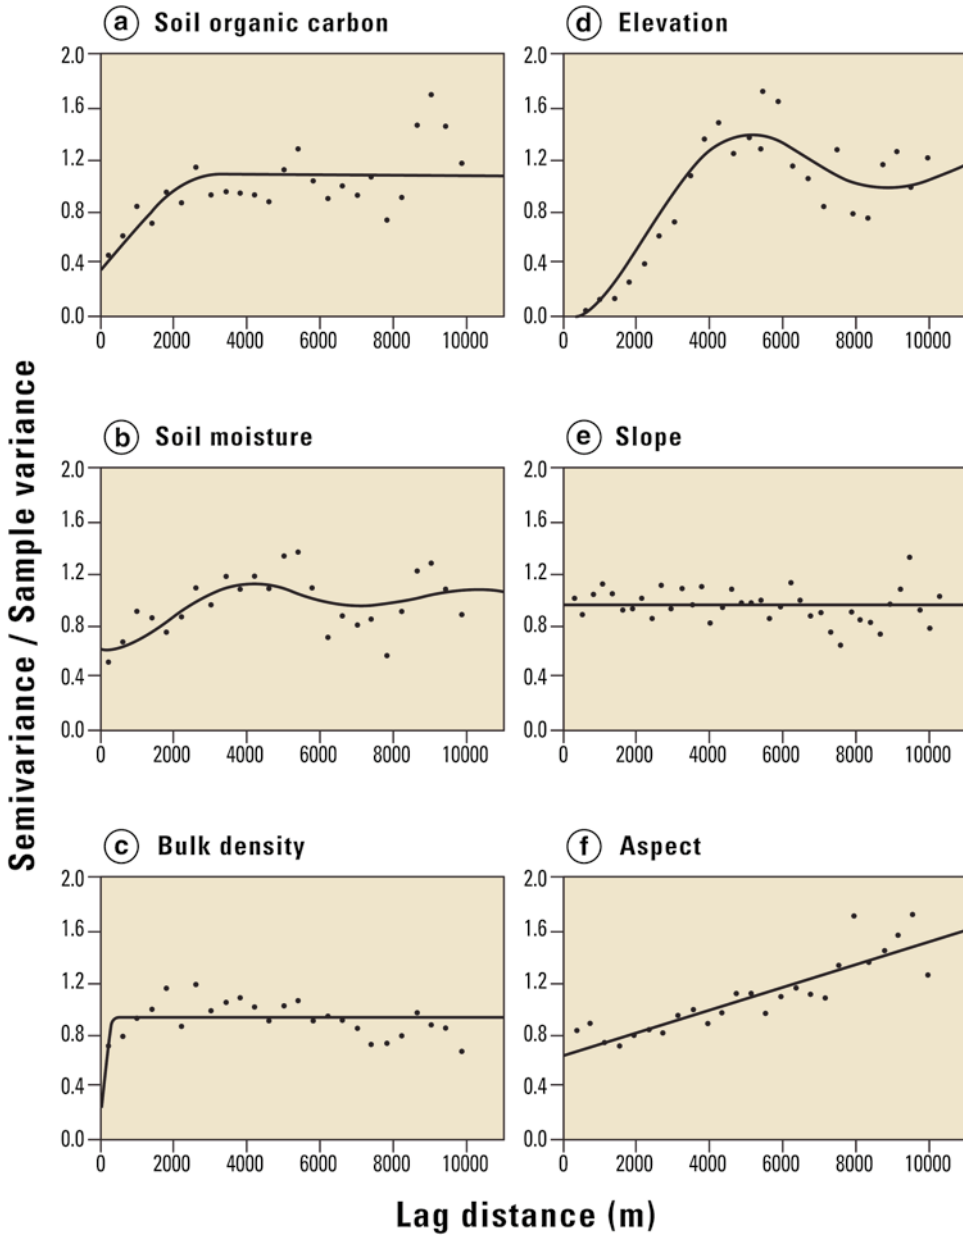 a Soil organic carbon
2.0
1.6
1.2
0.8
0.4
0.0
0 2000 4000 6000 8000 10000
d Elevation
2.0
1.6
1.2
0.8
0.4
0.0
0 2000 4000 6000 8000 10000
b Soil moisture
2.0
1.6
1.2
0.8
0.4
0.0
0 2000 4000 6000 8000 10000
e Slope
2.0
1.6
1.2
0.8
0.4
0.0
0 2000 4000 6000 8000 10000
c Bulk density
2.0
1.6
1.2
0.8
0.4
0.0
0 2000 4000 6000 8000 10000
f Aspect
2.0
1.6
1.2
0.8
0.4
0.0
0 2000 4000 6000 8000 10000
Semivariance / Sample variance
Lag distance (m)